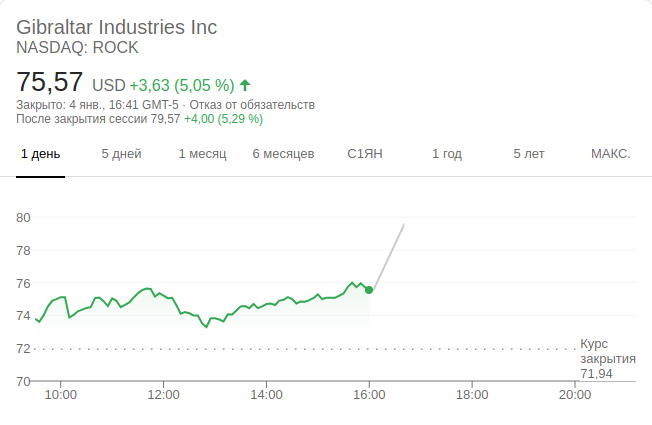 Gibraltar Industries Inc
NASDAQ: ROCK
75,57 USD +3,63 (5,05 %)
Закрыто: 4 янв., 16:41 GMT-5 · Отказ от обязательств
После закрытия сессии 79,57 +4,00 (5,29 %)
1 день 5 дней 1 месяц 6 месяцев С1ЯН 1 год 5 лет МАКС.
80
78
76
74
72
Курс
закрытия
71,94
70
10:00 12:00 14:00 16:00 18:00 20:00